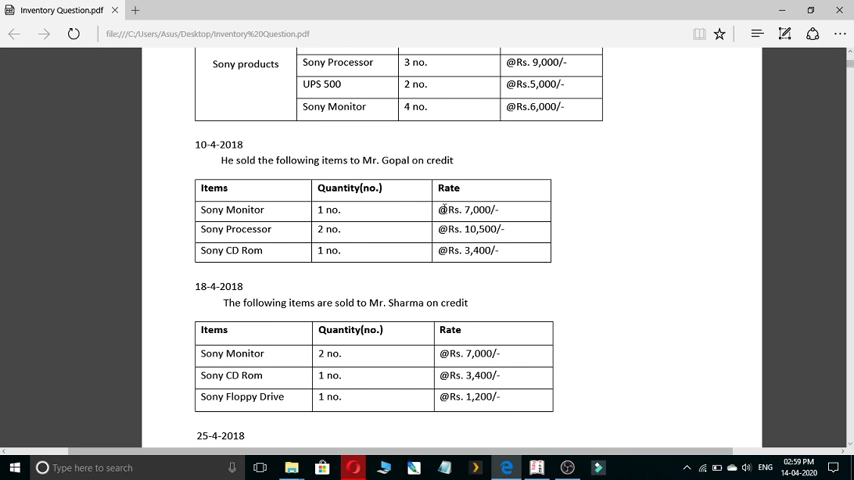 Inventory Question.pdf
file:///C:/Users/Asus/Desktop/Inventory%20Question.pdf
Sony products
Sony Processor 3 no. @Rs. 9,000/-
UPS 500 2 no. @Rs.5,000/-
Sony Monitor 4 no. @Rs.6,000/-
10-4-2018
He sold the following items to Mr. Gopal on credit
Items Quantity(no.) Rate
Sony Monitor 1 no. @Rs. 7,000/-
Sony Processor 2 no. @Rs. 10,500/-
Sony CD Rom 1 no. @Rs. 3,400/-
18-4-2018
The following items are sold to Mr. Sharma on credit
Items Quantity(no.) Rate
Sony Monitor 2 no. @Rs. 7,000/-
Sony CD Rom 1 no. @Rs. 3,400/-
Sony Floppy Drive 1 no. @Rs. 1,200/-
25-4-2018
Type here to search
ENG
02:59 PM
14-04-2020